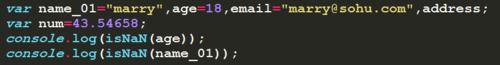 var name_01="marry",age=18,email="marry@sohu.com",address;
var num=43.54658;
console.log(isNaN(age));
console.log(isNaN(name_01));